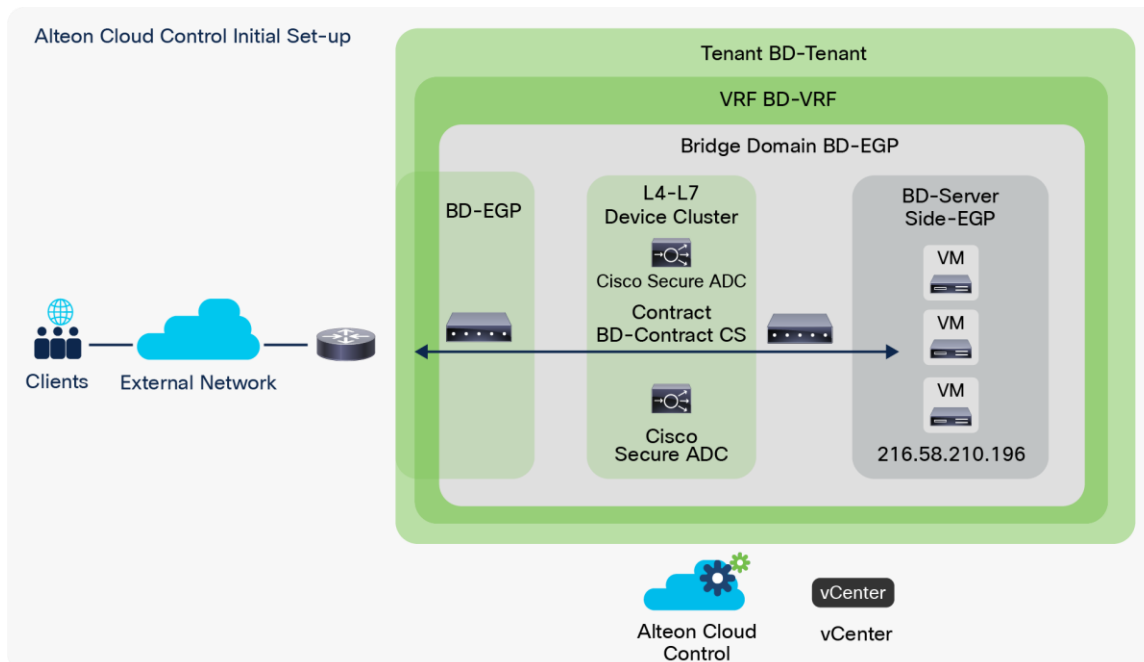 Alteon Cloud Control Initial Set-up
Tenant BD-Tenant
VRF BD-VRF
Bridge Domain BD-EGP
BD-EGP
L4-L7
Device Cluster
Cisco Secure ADC
Contract
BD-Contract CS
Cisco
Secure ADC
BD-Server
Side-EGP
VM
VM
VM
216.58.210.196
Clients
External Network
Alteon Cloud
Control
vCenter
vCenter